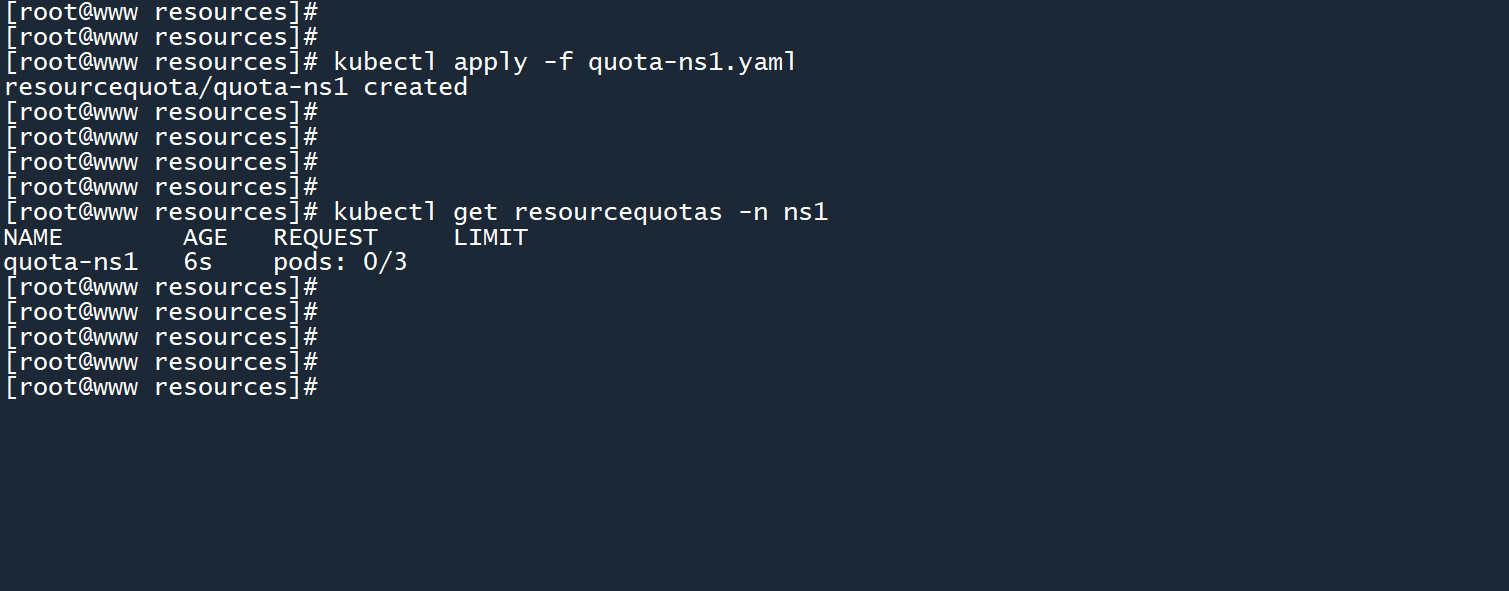 [root@www resources]#
[root@www resources]#
[root@www resources]# kubectl apply -f quota-ns1.yaml
resourcequota/quota-ns1 created
[root@www resources]#
[root@www resources]#
[root@www resources]#
[root@www resources]#
[root@www resources]# kubectl get resourcequotas -n ns1
NAME        AGE   REQUEST     LIMIT
quota-ns1   6s    pods: 0/3
[root@www resources]#
[root@www resources]#
[root@www resources]#
[root@www resources]#
[root@www resources]#